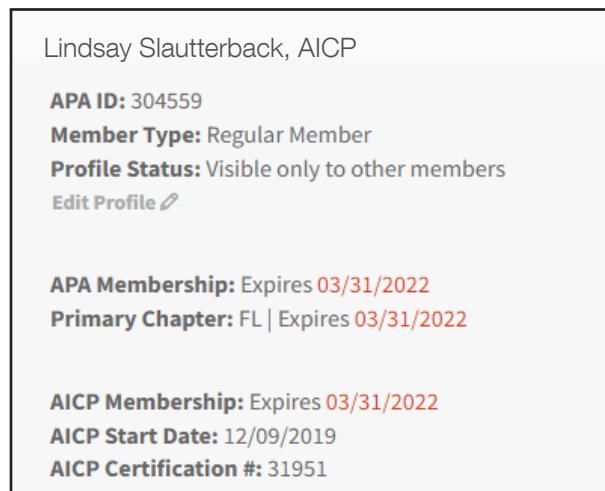 Lindsay Slautterback, AICP
APA ID: 304559
Member Type: Regular Member
Profile Status: Visible only to other members
Edit Profile
APA Membership: Expires 03/31/2022
Primary Chapter: FL | Expires 03/31/2022
AICP Membership: Expires 03/31/2022
AICP Start Date: 12/09/2019
AICP Certification #: 31951